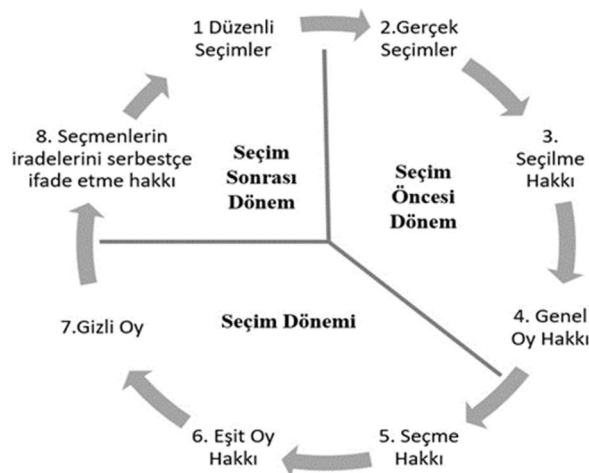 1 Düzenli
Seçimler
2.Gerçek
Seçimler
3.
Seçilme
Hakkı
4. Genel
Oy Hakkı
5. Seçme
Hakkı
6. Eşit Oy
Hakkı
7.Gizli Oy
8. Seçmenlerin
iradelerini serbestçe
ifade etme hakkı
Seçim
Sonrası
Dönem
Seçim
Öncesi
Dönem
Seçim Dönemi